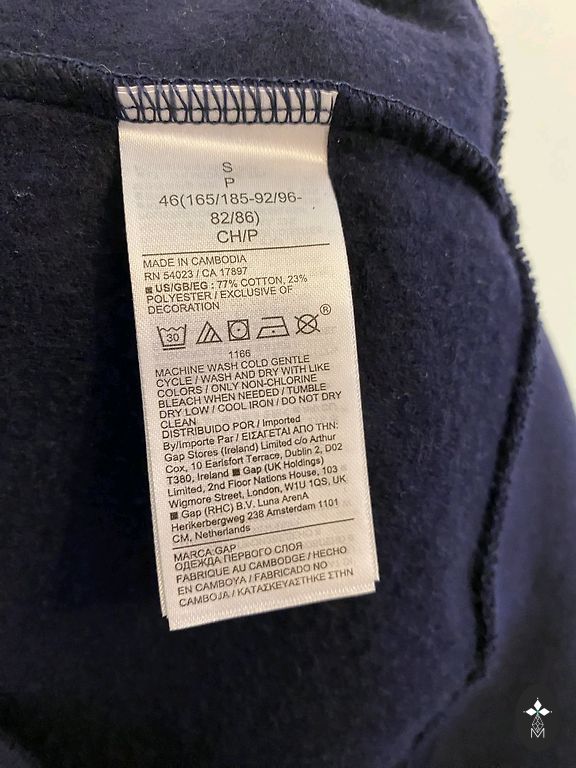 S
P
46(165/185-92/96-
82/86)
CH/P
MADE IN CAMBODIA
RN 54023 / CA 17897
US/GB/EG : 77% COTTON, 23%
POLYESTER / EXCLUSIVE OF
DECORATION
30
®
1166
MACHINE WASH COLD GENTLE
CYCLE / WASH AND DRY WITH LIKE
COLORS / ONLY NON-CHLORINE
BLEACH WHEN NEEDED / TUMBLE
DRY LOW / COOL IRON / DO NOT DRY
CLEAN
DISTRIBUIDO POR / Imported
By/Importe Par / ΕΙΣΑΓΕΤΑΙ ΑΠΟ ΤΗΝ:
Gap Stores (Ireland) Limited c/o Arthur
Cox, 10 Earlsfort Terrace, Dublin 2, D02
T380, Ireland Gap (UK Holdings)
Limited, 2nd Floor Nations House, 103
Wigmore Street, London, W1U 1QS, UK
Gap (RHC) B.V. Luna ArenA
Herikerbergweg 238 Amsterdam 1101
CM, Netherlands
MARCA:GAP
ОДЕЖДА ПЕРВОГО СЛОЯ
FABRIQUE AU CAMBODGE / HECHO
EN CAMBOYA / FABRICADO NO
CAMBOJA / ΚΑΤΑΣΚΕΥΑΣΤΗΚΕ ΣΤΗΝ
M